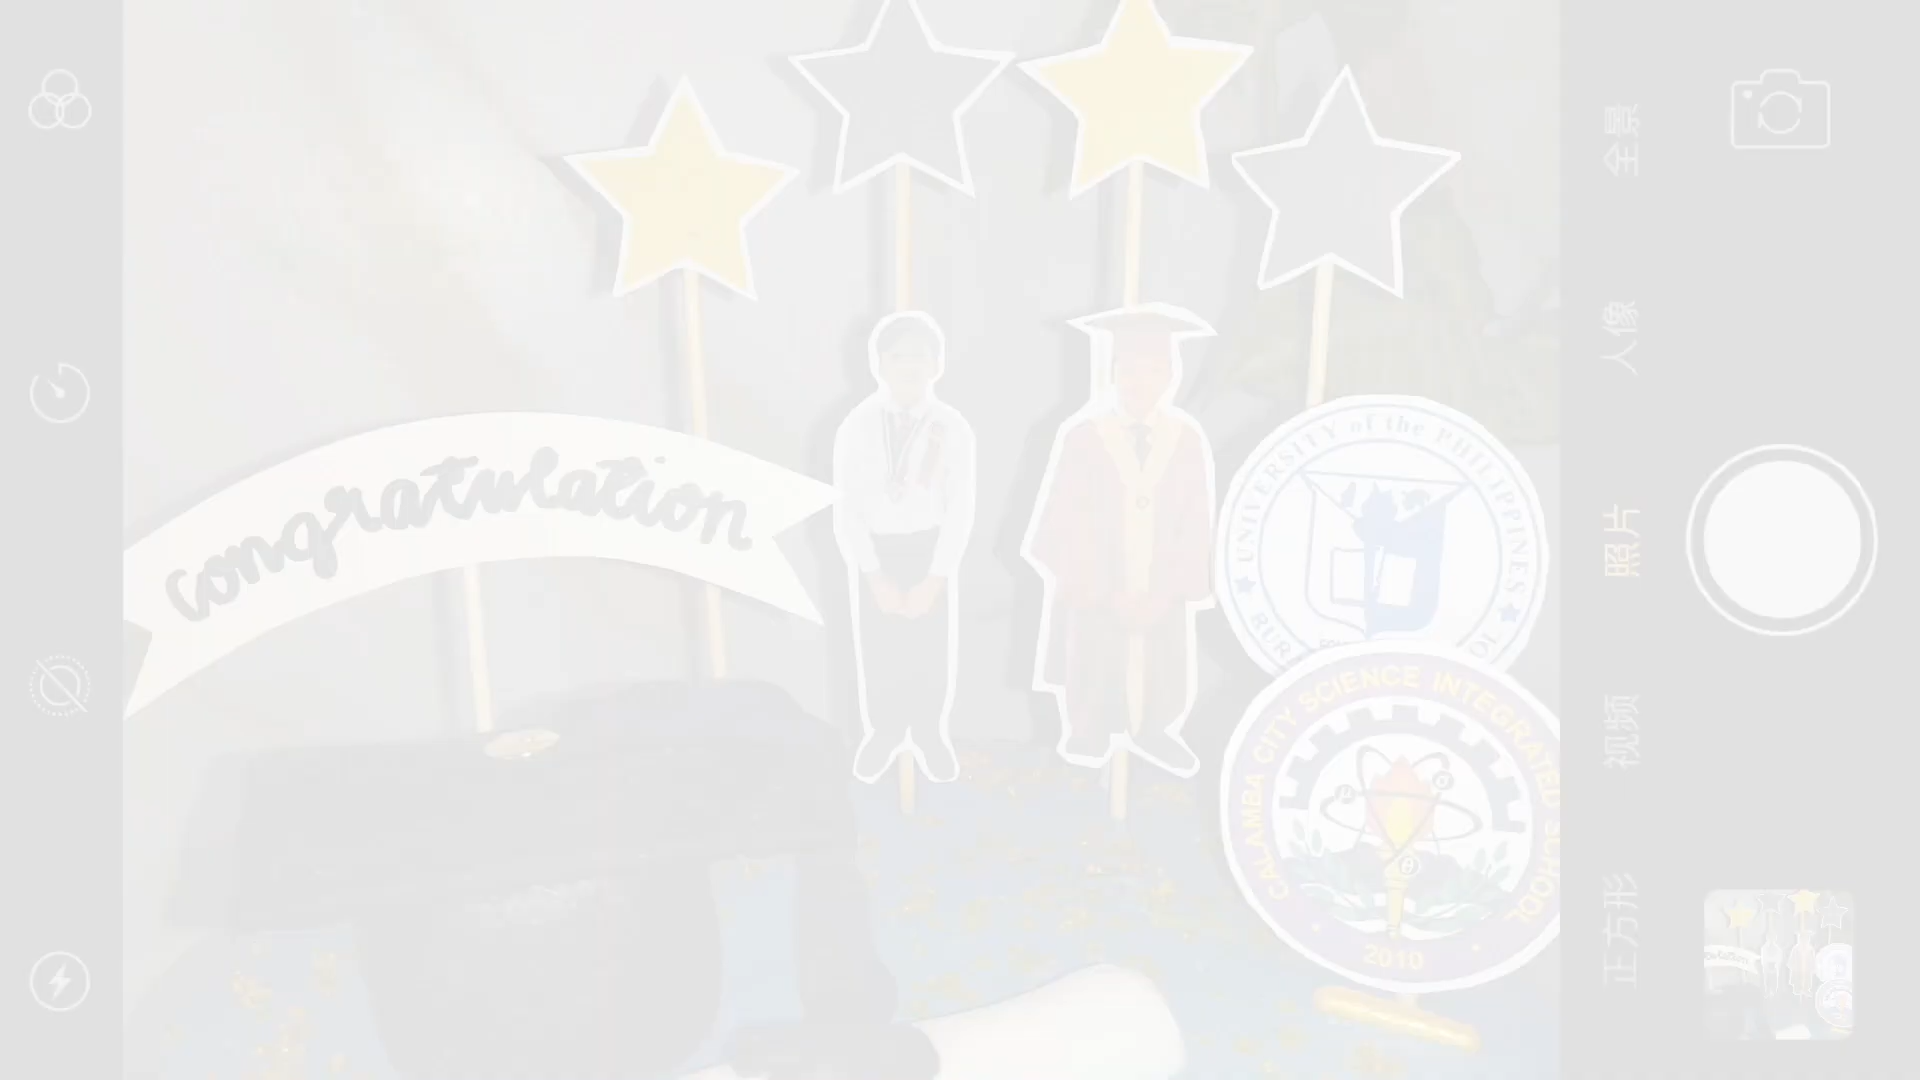 congratulation
UNIVERSITY of the PHILIPPINES
RUR
CALAMBA CITY SCIENCE INTEGRATED SCHOOL
μ
α
θ
2010
全景
人像
照片
视频
正方形